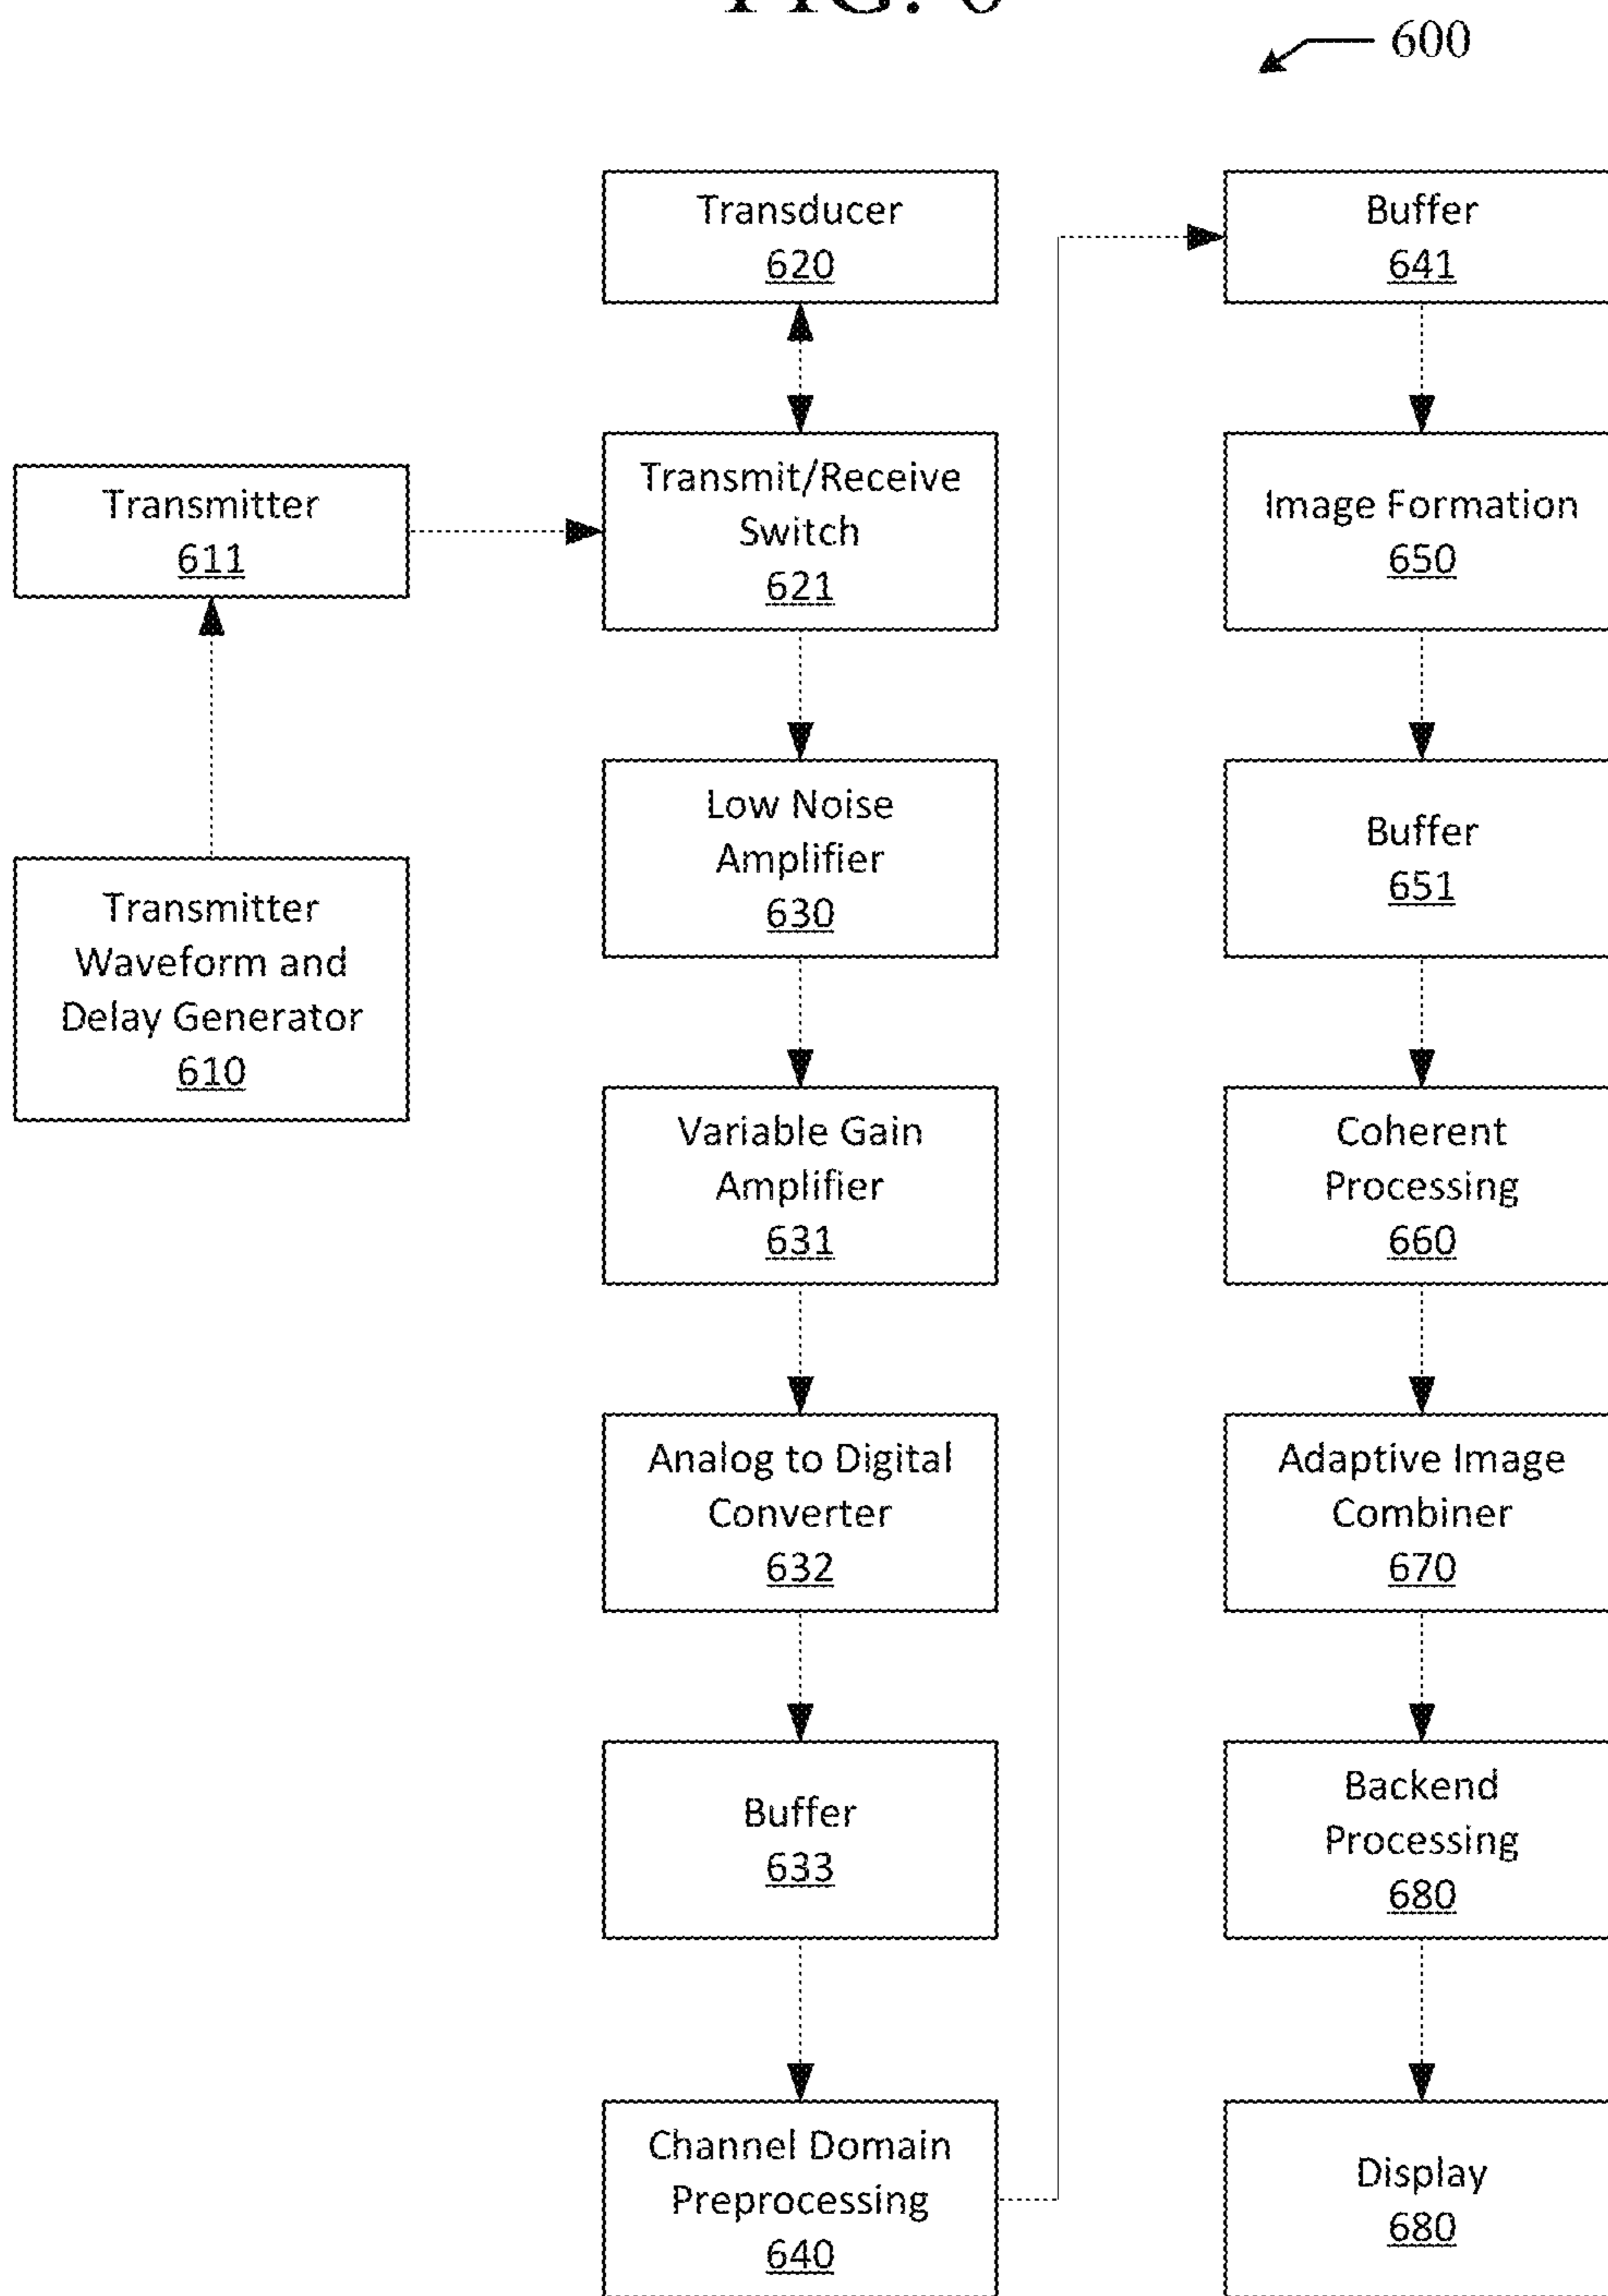 FIG. 6
600
Transducer
620
Transmit/Receive
Switch
621
Transmitter
611
Transmitter
Waveform and
Delay Generator
610
Low Noise
Amplifier
630
Variable Gain
Amplifier
631
Analog to Digital
Converter
632
Buffer
633
Channel Domain
Preprocessing
640
Buffer
641
Image Formation
650
Buffer
651
Coherent
Processing
660
Adaptive Image
Combiner
670
Backend
Processing
680
Display
680